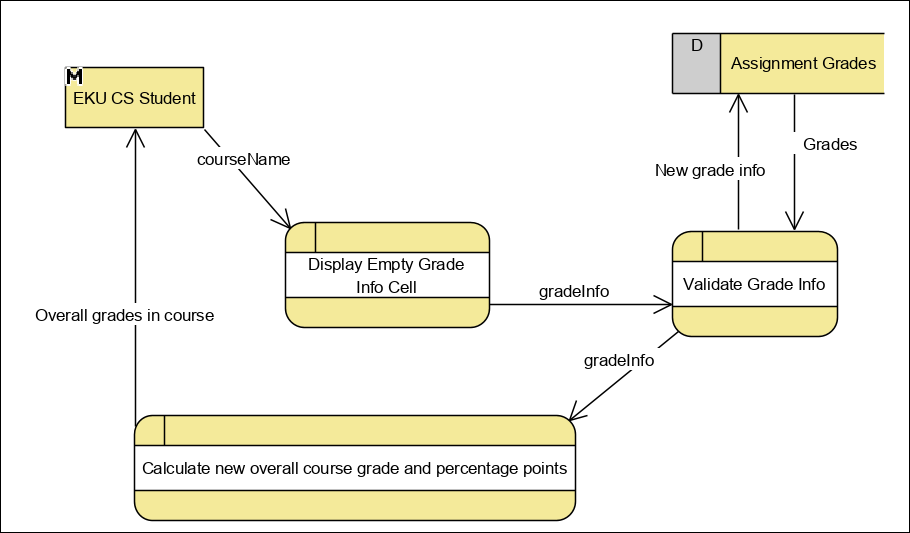 D
Assignment Grades
M
EKU CS Student
courseName
Grades
New grade info
Display Empty Grade
Info Cell
gradeInfo
Validate Grade Info
Overall grades in course
gradeInfo
Calculate new overall course grade and percentage points